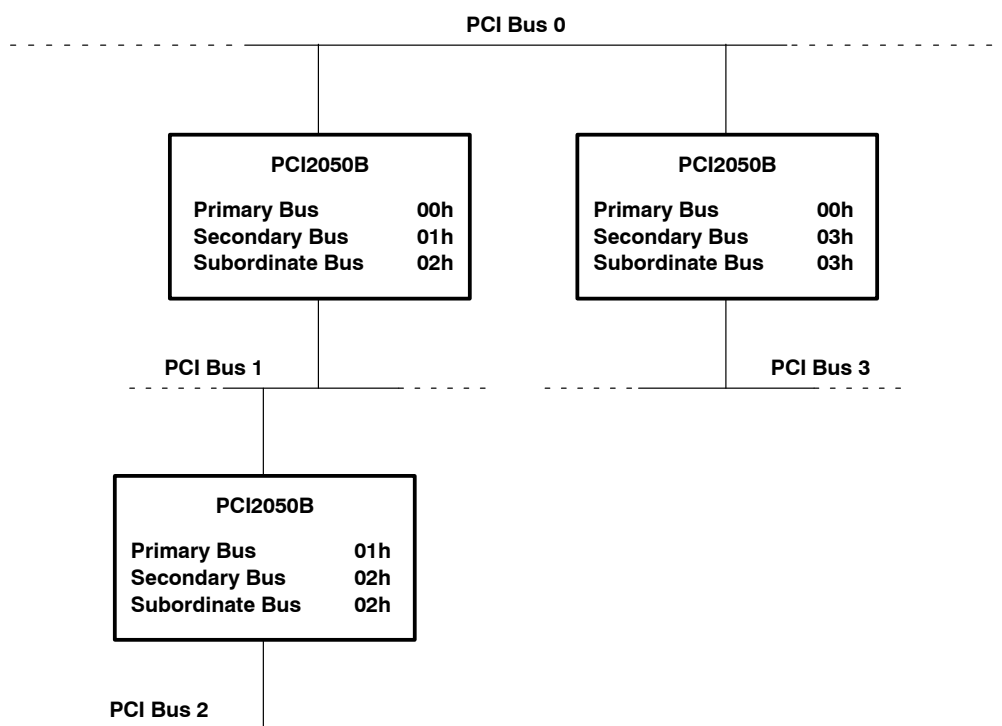 PCI Bus 0
PCI2050B
Primary Bus 00h
Secondary Bus 01h
Subordinate Bus 02h
PCI2050B
Primary Bus 00h
Secondary Bus 03h
Subordinate Bus 03h
PCI Bus 1
PCI Bus 3
PCI2050B
Primary Bus 01h
Secondary Bus 02h
Subordinate Bus 02h
PCI Bus 2